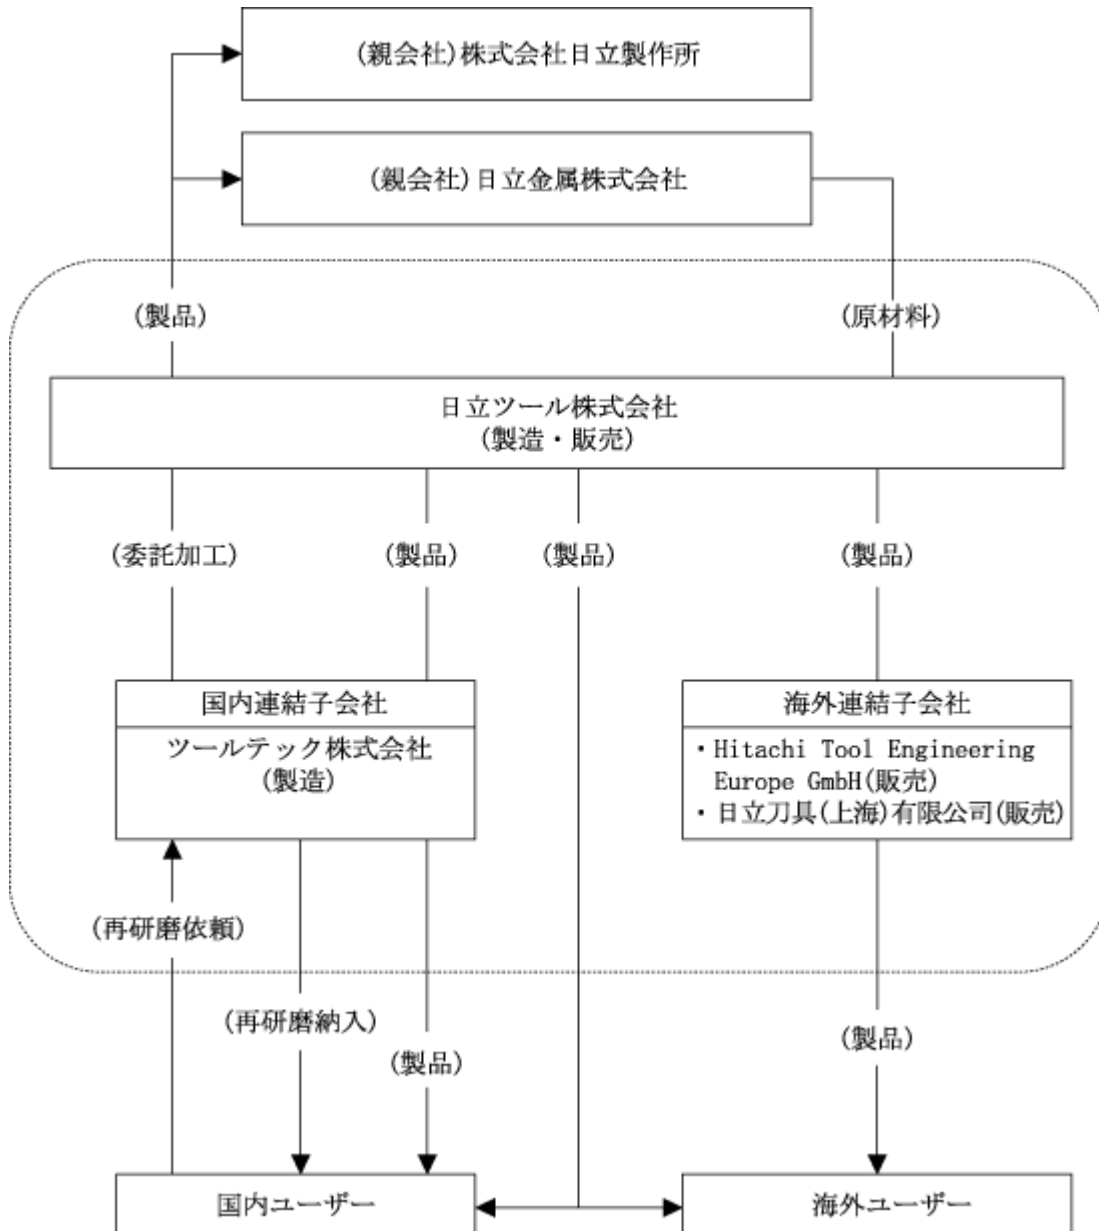 (親会社)株式会社日立製作所
(親会社)日立金属株式会社
(製品)
(原材料)
日立ツール株式会社
(製造・販売)
(委託加工)
(製品)
(製品)
(製品)
国内連結子会社
ツールテック株式会社
(製造)
海外連結子会社
・Hitachi Tool Engineering
Europe GmbH(販売)
・日立刀具(上海)有限公司(販売)
(再研磨依頼)
(再研磨納入)
(製品)
(製品)
国内ユーザー
海外ユーザー